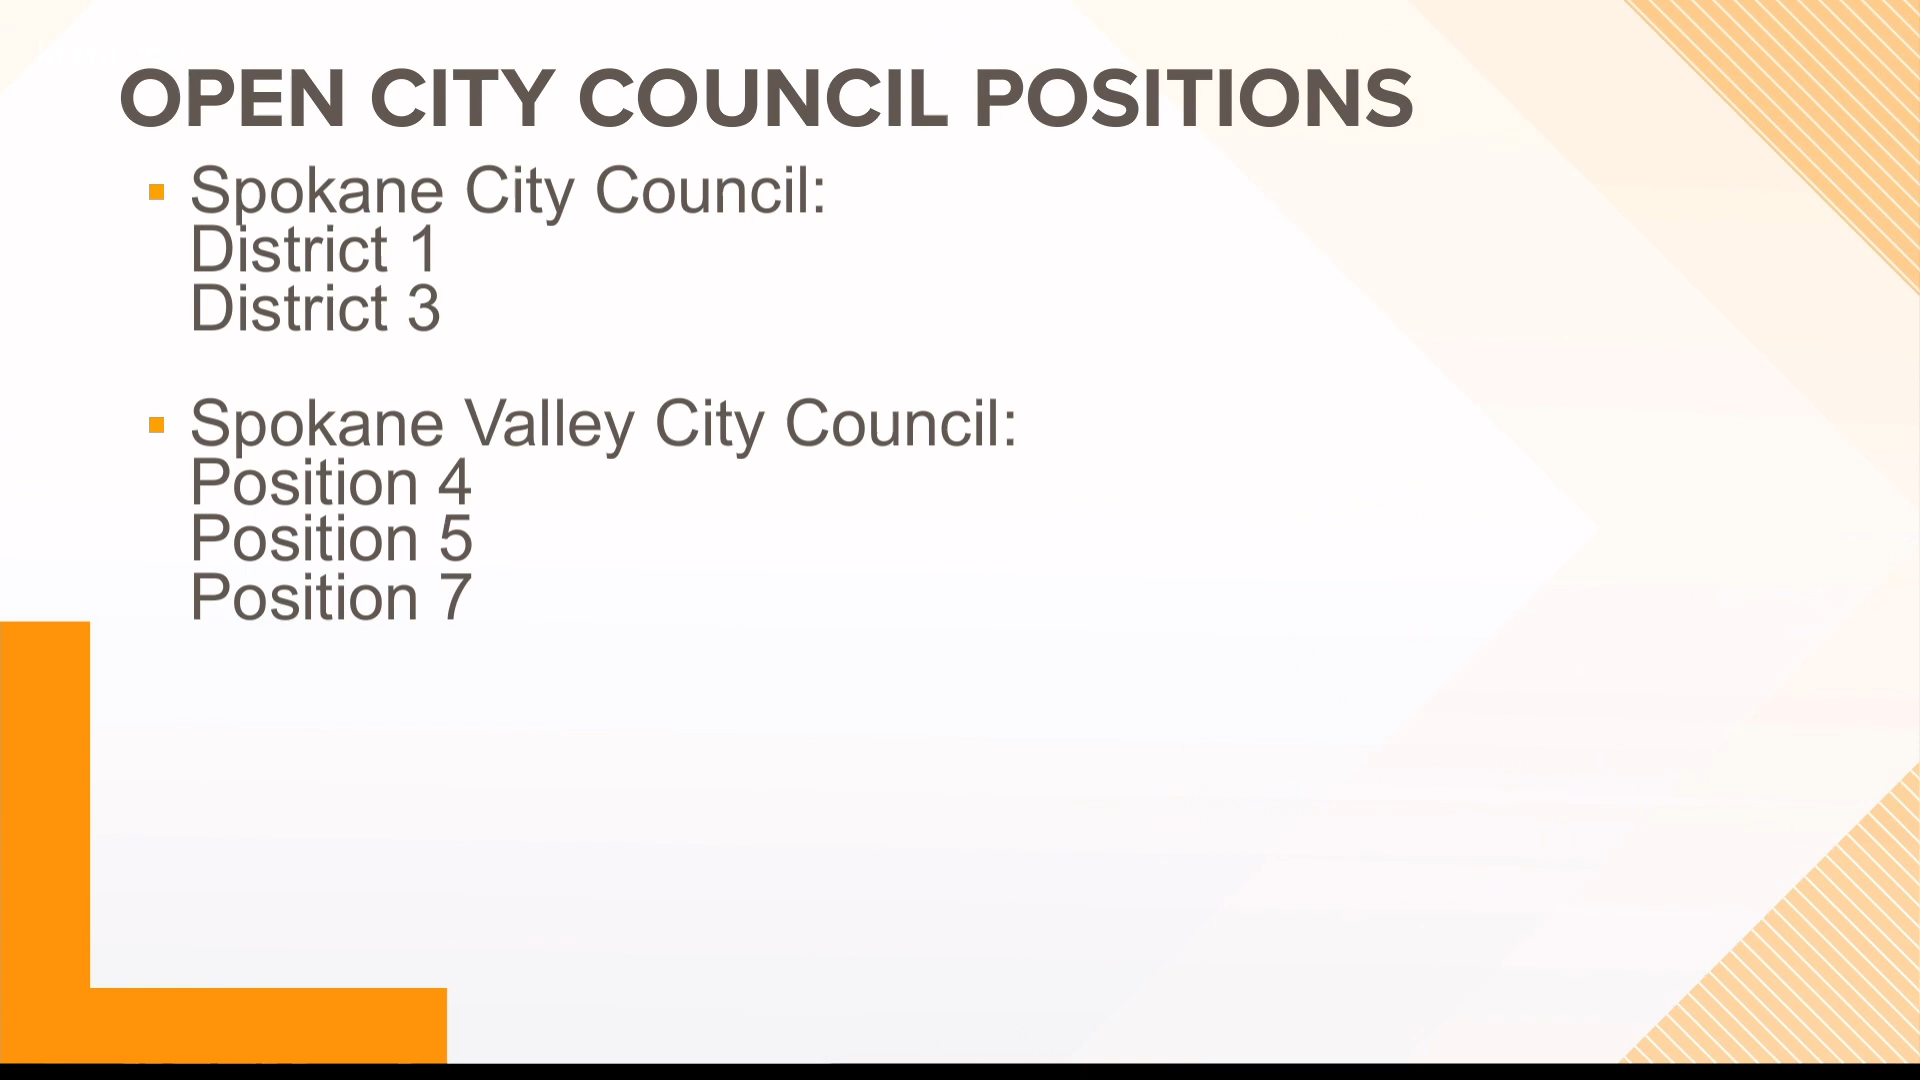 OPEN CITY COUNCIL POSITIONS
Spokane City Council:
District 1
District 3
Spokane Valley City Council:
Position 4
Position 5
Position 7